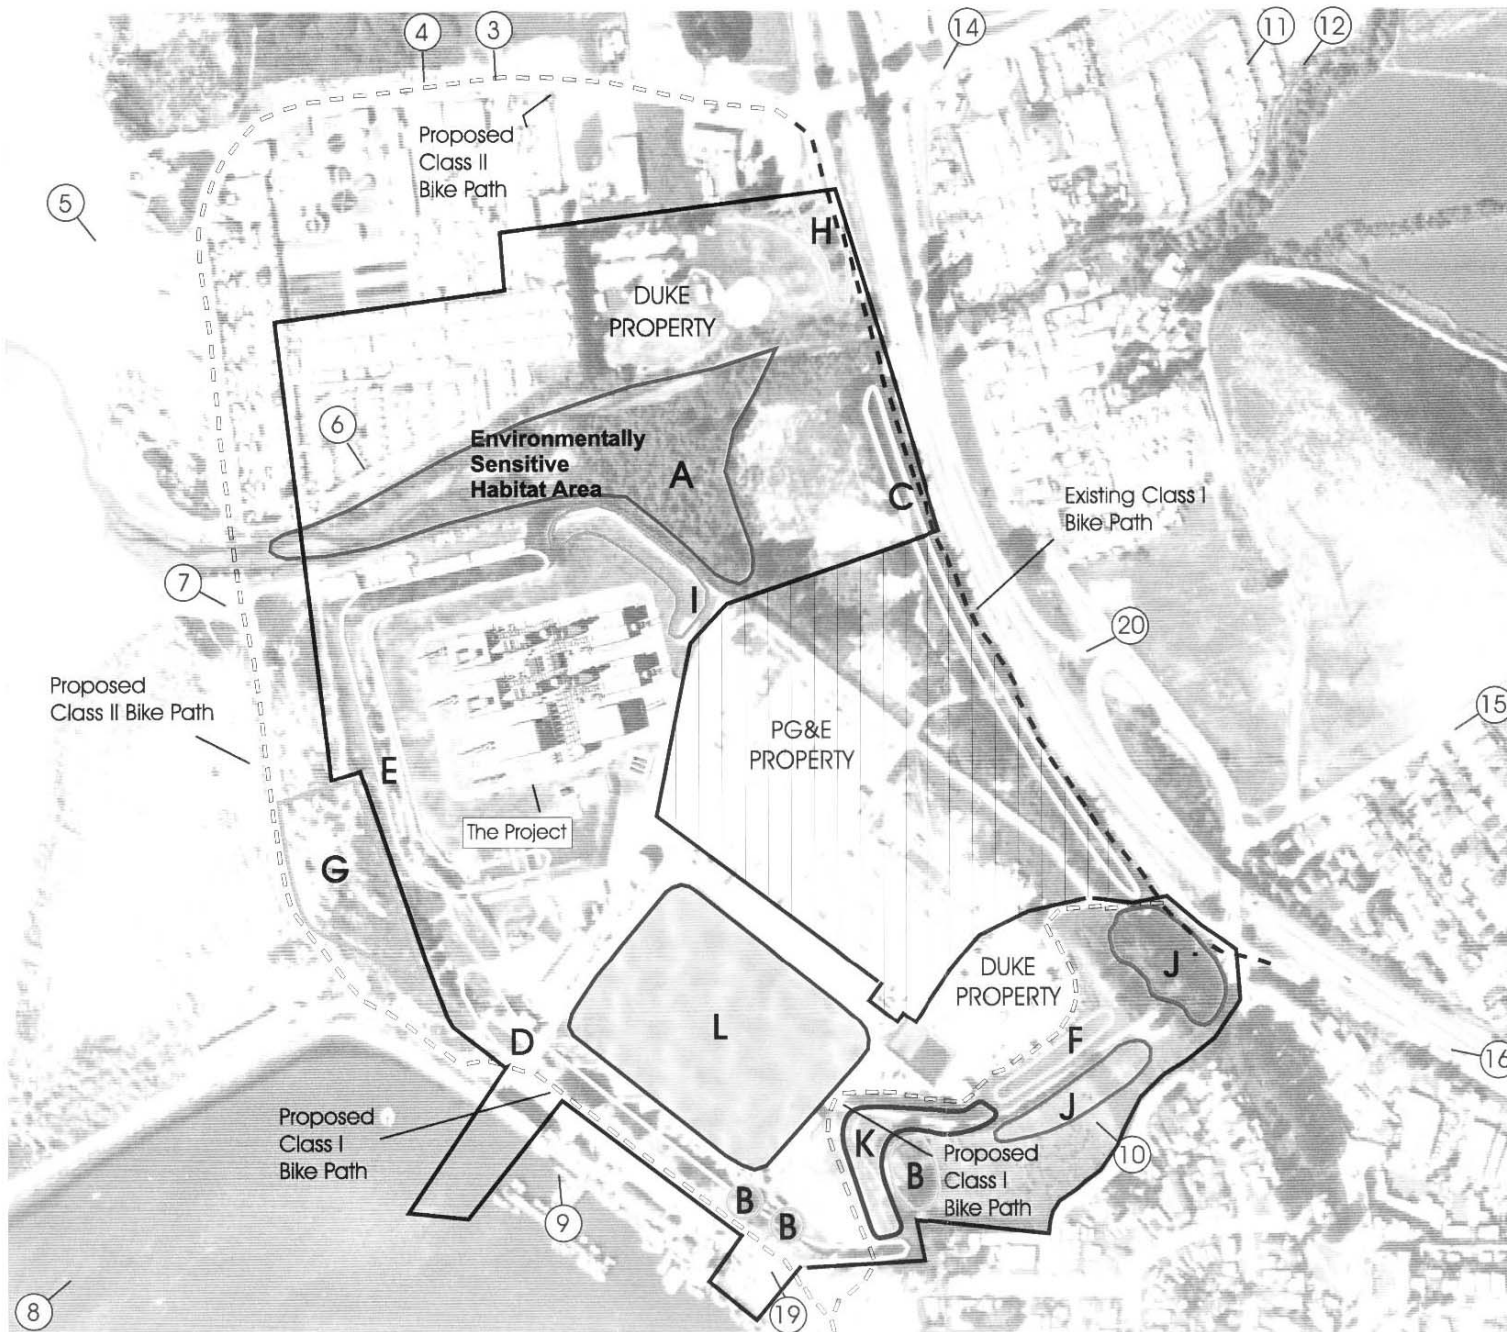 4
3
14
11
12
Proposed
Class II
Bike Path
5
H
DUKE
PROPERTY
6
Environmentally
Sensitive
Habitat Area
A
C
Existing Class I
Bike Path
7
I
20
Proposed
Class II Bike Path
15
PG&E
PROPERTY
E
The Project
G
DUKE
PROPERTY
J
L
D
F
16
Proposed
Class I
Bike Path
J
K
10
Proposed
Class I
Bike Path
B
B
B
9
19
8